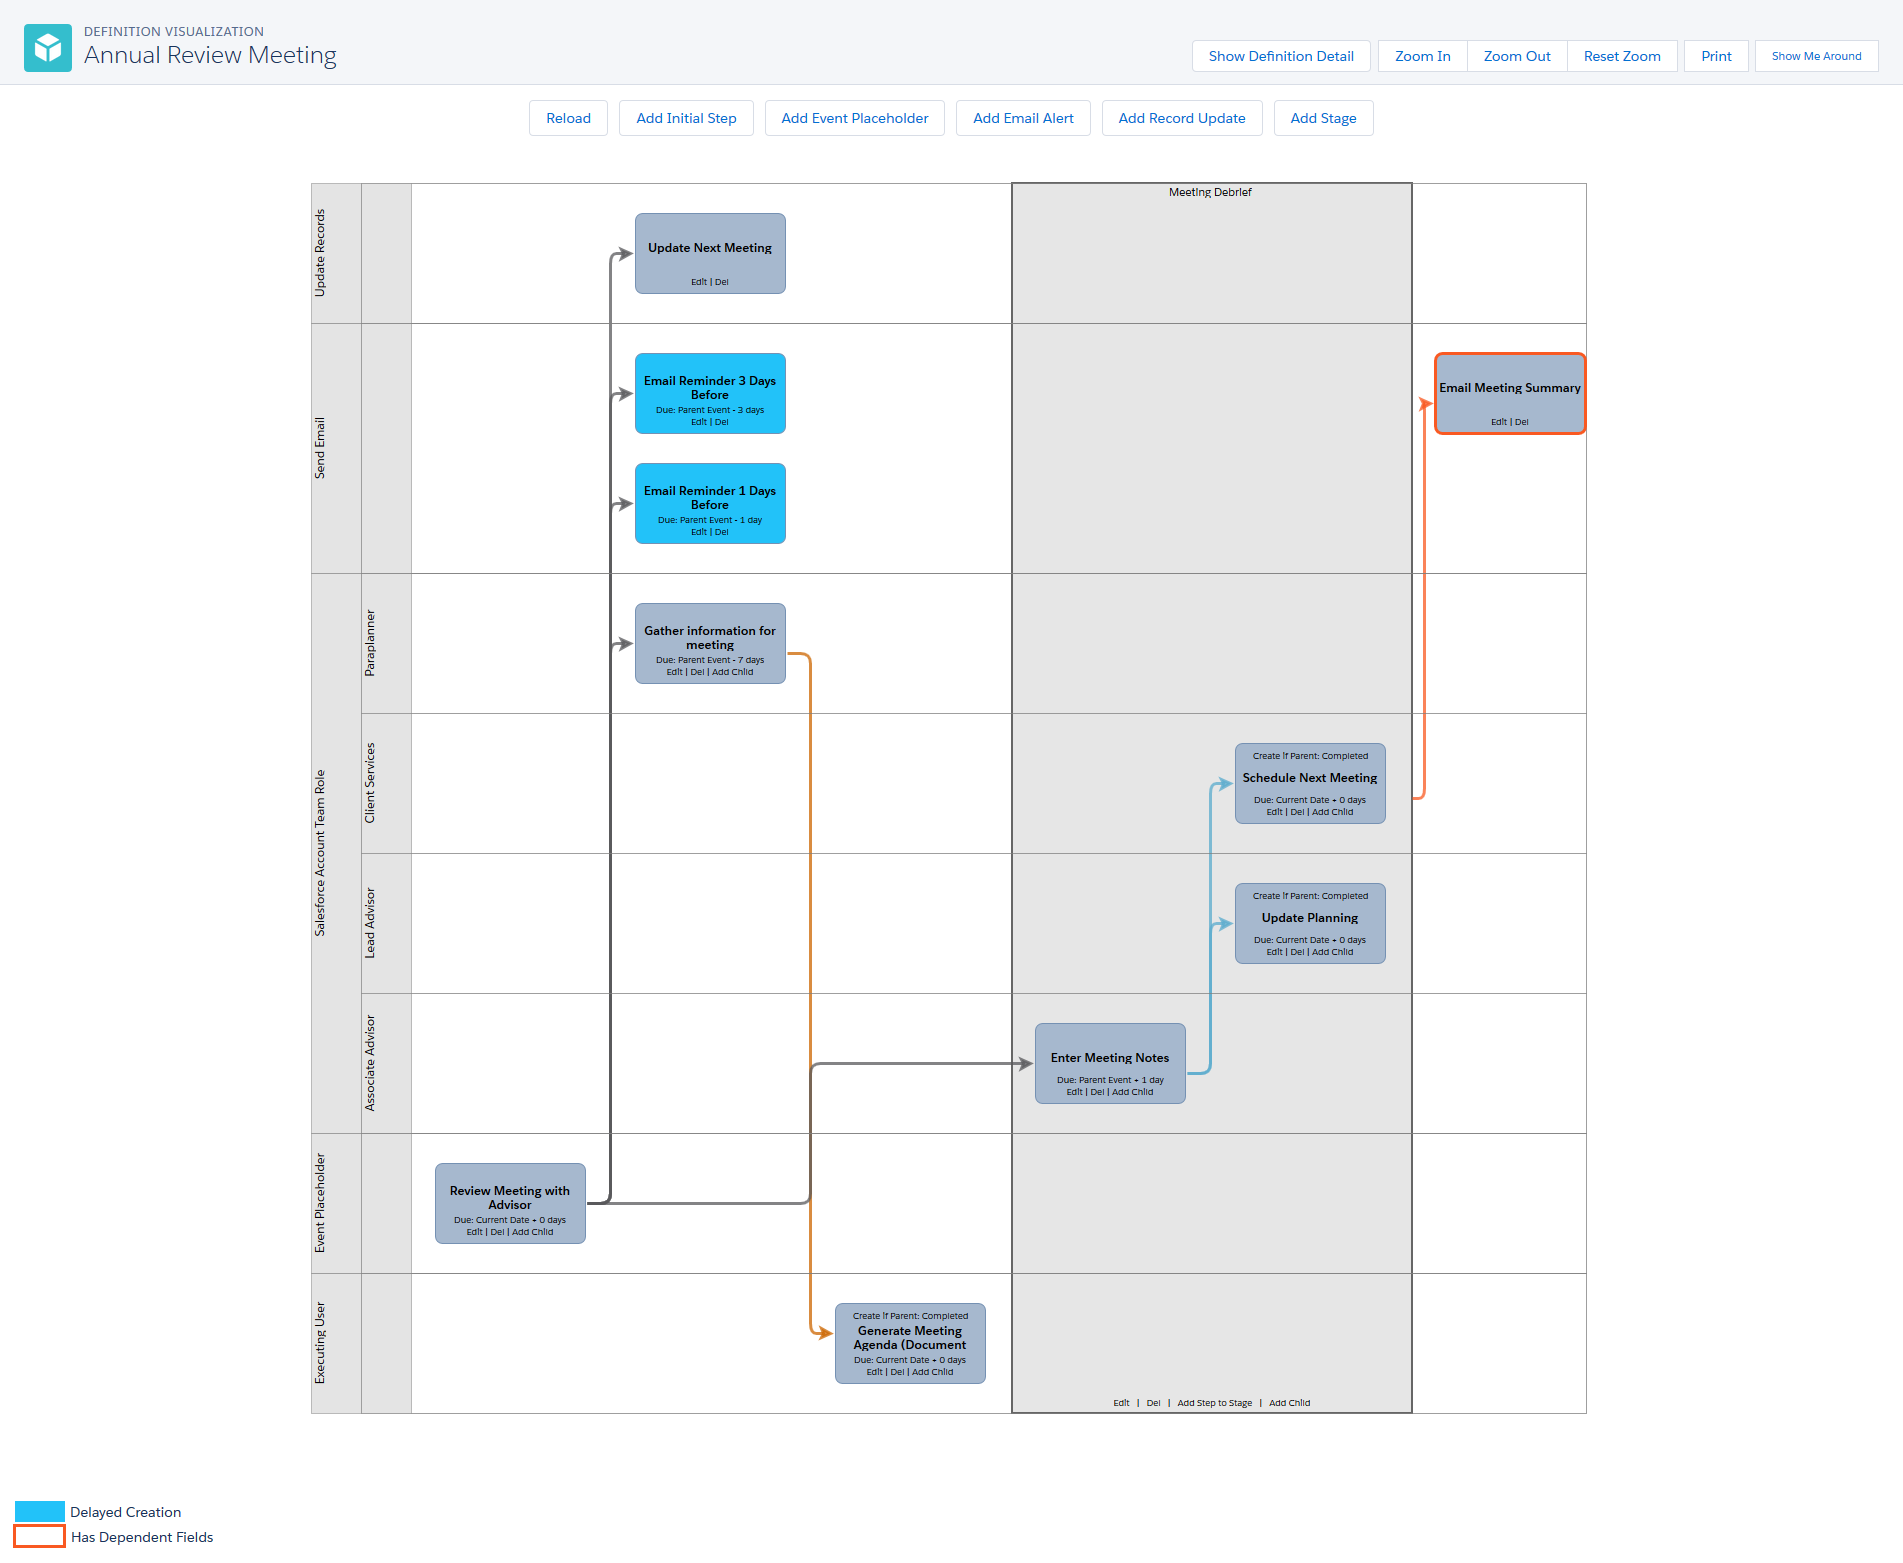 DEFINITION VISUALIZATION
Annual Review Meeting
Show Definition Detail
Zoom In
Zoom Out
Reset Zoom
Print
Show Me Around
Reload
Add Initial Step
Add Event Placeholder
Add Email Alert
Add Record Update
Add Stage
Update Records
Meeting Debrief
Update Next Meeting
Edit | Del
Send Email
Email Reminder 3 Days
Before
Due: Parent Event - 3 days
Edit | Del
Email Meeting Summary
Edit | Del
Email Reminder 1 Days
Before
Due: Parent Event - 1 day
Edit | Del
Salesforce Account Team Role
Paraplanner
Gather information for
meeting
Due: Parent Event - 7 days
Edit | Del | Add Child
Client Services
Create If Parent: Completed
Schedule Next Meeting
Due: Current Date + 0 days
Edit | Del | Add Child
Lead Advisor
Create If Parent: Completed
Update Planning
Due: Current Date + 0 days
Edit | Del | Add Child
Associate Advisor
Enter Meeting Notes
Due: Parent Event + 1 day
Edit | Del | Add Child
Event Placeholder
Review Meeting with
Advisor
Due: Current Date + 0 days
Edit | Del | Add Child
Executing User
Create If Parent: Completed
Generate Meeting
Agenda (Document
Due: Current Date + 0 days
Edit | Del | Add Child
Edit | Del | Add Step to Stage | Add Child
Delayed Creation
Has Dependent Fields